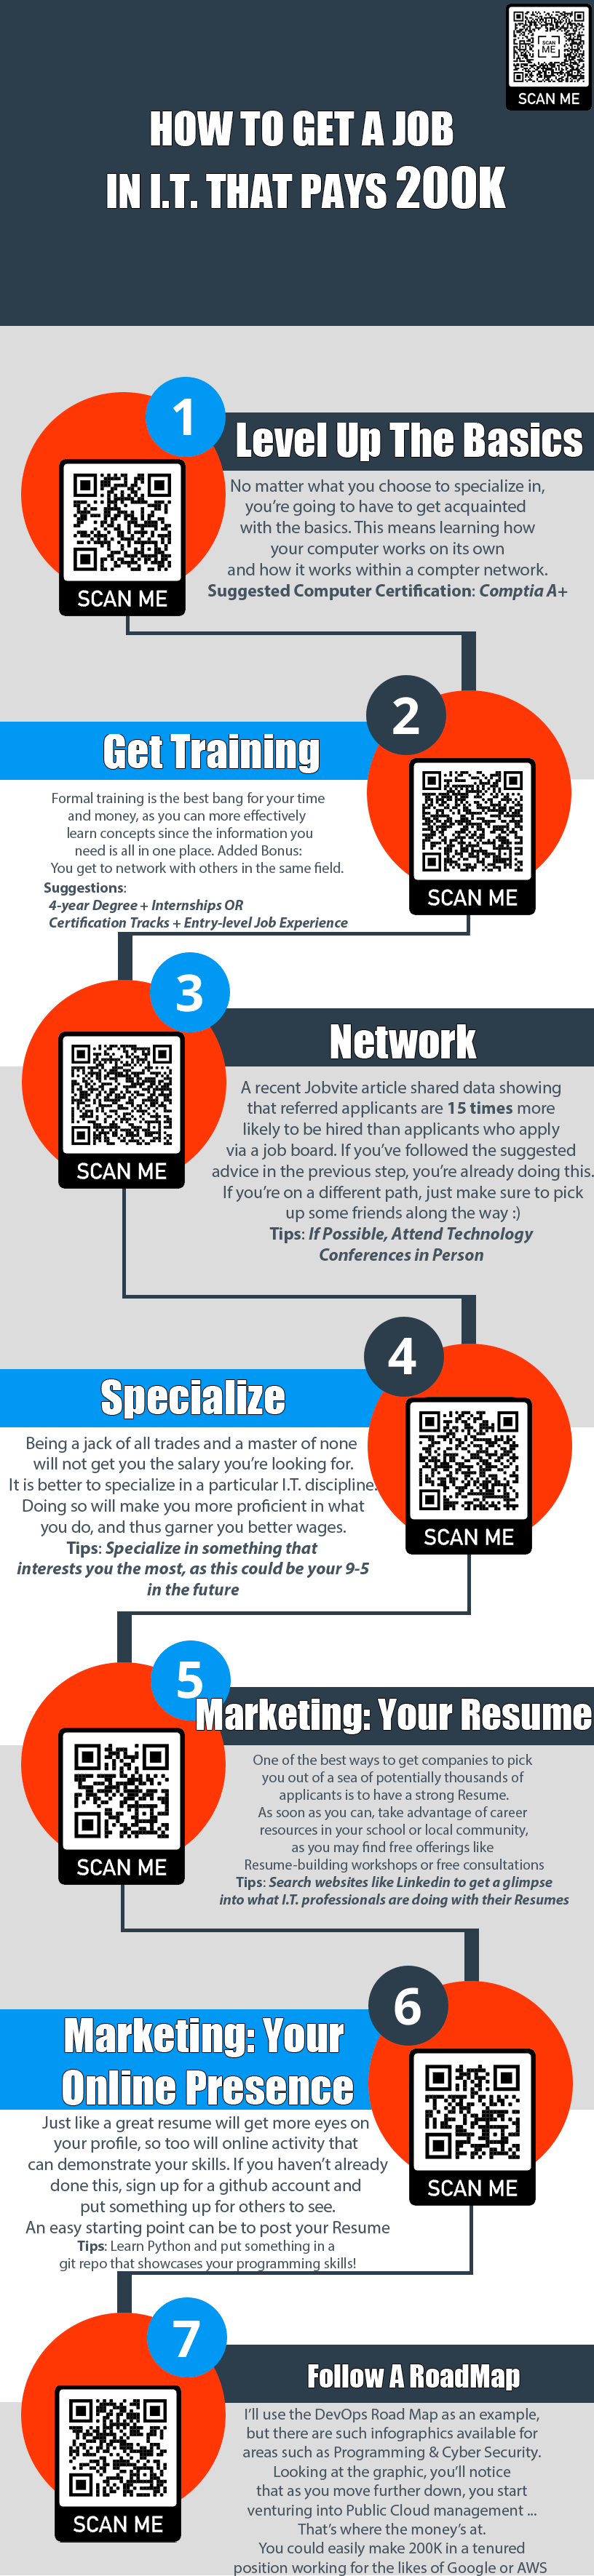 SCAN ME
SCAN ME
HOW TO GET A JOB
IN I.T. THAT PAYS 200K
1
Level Up The Basics
SCAN ME
No matter what you choose to specialize in,
you're going to have to get acquainted
with the basics. This means learning how
your computer works on its own
and how it works within a compter network.
Suggested Computer Certification: Comptia A+
2
Get Training
SCAN ME
Formal training is the best bang for your time
and money, as you can more effectively
learn concepts since the information you
need is all in one place. Added Bonus:
You get to network with others in the same field.
Suggestions:
4-year Degree + Internships OR
Certification Tracks + Entry-level Job Experience
3
Network
SCAN ME
A recent Jobvite article shared data showing
that referred applicants are 15 times more
likely to be hired than applicants who apply
via a job board. If you've followed the suggested
advice in the previous step, you're already doing this.
If you're on a different path, just make sure to pick
up some friends along the way :)
Tips: If Possible, Attend Technology
Conferences in Person
4
Specialize
SCAN ME
Being a jack of all trades and a master of none
will not get you the salary you're looking for.
It is better to specialize in a particular I.T. discipline.
Doing so will make you more proficient in what
you do, and thus garner you better wages.
Tips: Specialize in something that
interests you the most, as this could be your 9-5
in the future
5
Marketing: Your Resume
SCAN ME
One of the best ways to get companies to pick
you out of a sea of potentially thousands of
applicants is to have a strong Resume.
As soon as you can, take advantage of career
resources in your school or local community,
as you may find free offerings like
Resume-building workshops or free consultations
Tips: Search websites like Linkedin to get a glimpse
into what I.T. professionals are doing with their Resumes
6
Marketing: Your
Online Presence
SCAN ME
Just like a great resume will get more eyes on
your profile, so too will online activity that
can demonstrate your skills. If you haven't already
done this, sign up for a github account and
put something up for others to see.
An easy starting point can be to post your Resume
Tips: Learn Python and put something in a
git repo that showcases your programming skills!
7
Follow A RoadMap
SCAN ME
I'll use the DevOps Road Map as an example,
but there are such infographics available for
areas such as Programming & Cyber Security.
Looking at the graphic, you'll notice
that as you move further down, you start
venturing into Public Cloud management ...
That's where the money's at.
You could easily make 200K in a tenured
position working for the likes of Google or AWS